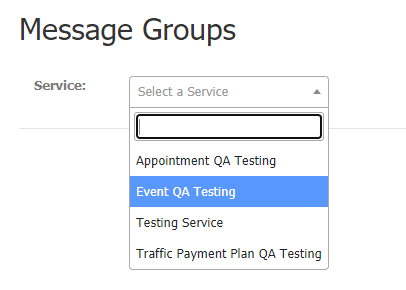 Message Groups
Service:
Select a Service
Appointment QA Testing
Event QA Testing
Testing Service
Traffic Payment Plan QA Testing